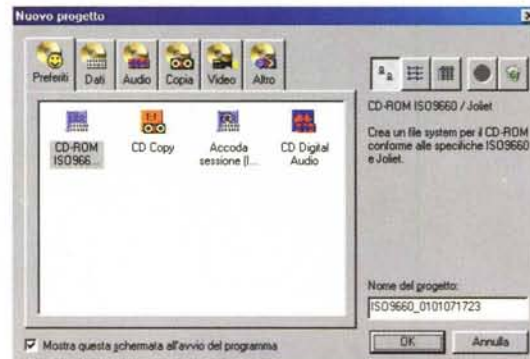 Nuovo progetto
Preferiti
Dati
Audio
Copia
Video
Altro
CD-ROM ISO966...
CD Copy
Accoda sessione (I...
CD Digital Audio
CD-ROM ISO9660 / Joliet
Crea un file system per il CD-ROM
conforme alle specifiche ISO9660
e Joliet.
Nome del progetto:
ISO9660_0101071723
Mostra questa schermata all'avvio del programma
OK
Annulla